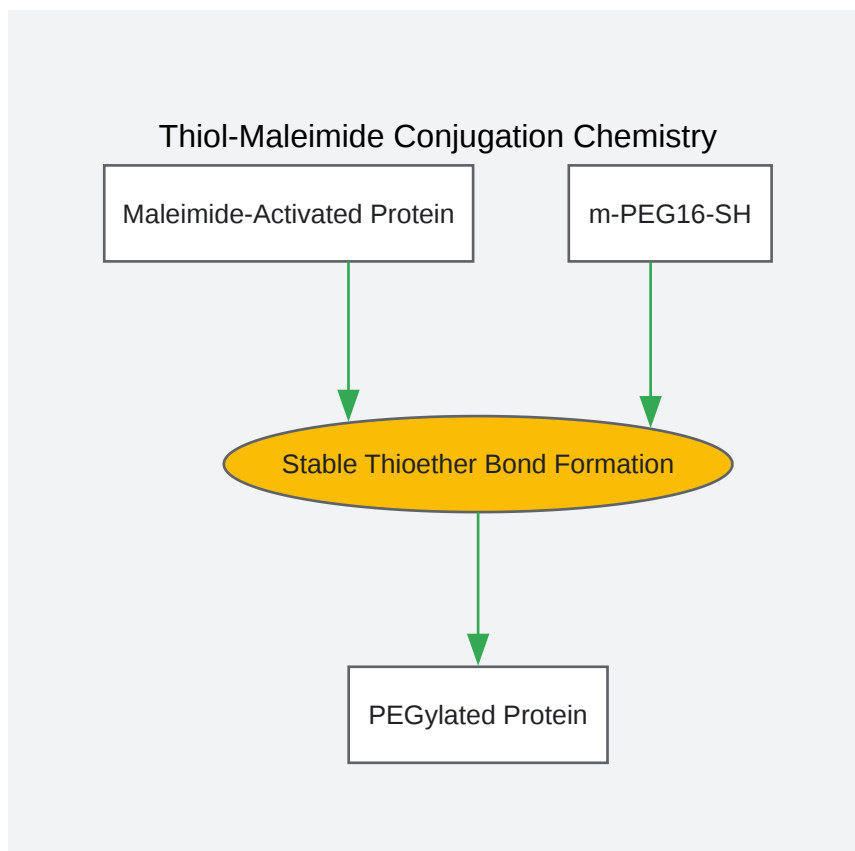 Thiol-Maleimide Conjugation Chemistry
Maleimide-Activated Protein
m-PEG16-SH
Stable Thioether Bond Formation
PEGylated Protein